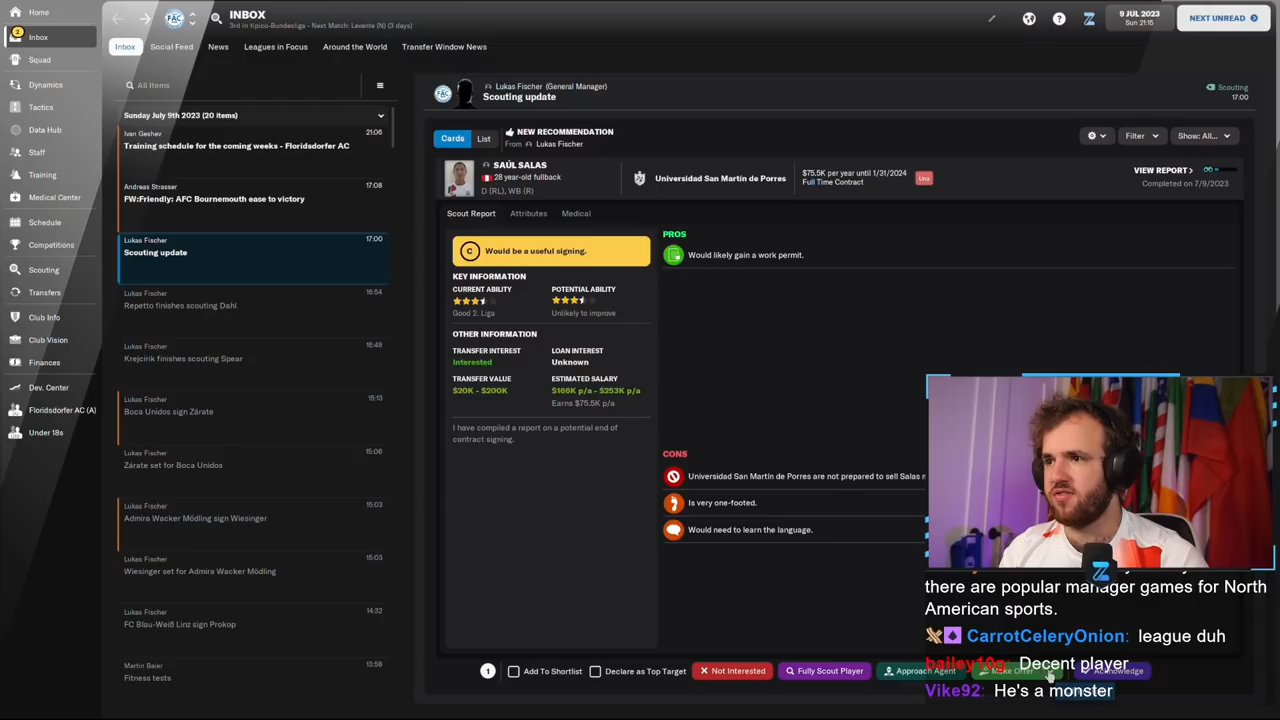 Home
INBOX
3rd in tipico-Bundesliga - Next Match: Levante (N) (3 days)
9 JUL 2023
Sun 21:15
NEXT UNREAD
2
Inbox
Squad
Dynamics
Tactics
Data Hub
Staff
Training
Medical Center
Schedule
Competitions
Scouting
Transfers
Club Info
Club Vision
Finances
Dev. Center
Floridsdorfer AC (A)
Under 18s
Inbox
Social Feed
News
Leagues in Focus
Around the World
Transfer Window News
All Items
Sunday July 9th 2023 (20 items)
Ivan Geshev
21:06
Training schedule for the coming weeks - Floridsdorfer AC
Andreas Strasser
17:08
FW:Friendly: AFC Bournemouth ease to victory
Lukas Fischer
17:00
Scouting update
Lukas Fischer
16:54
Repetto finishes scouting Dahl
Lukas Fischer
16:49
Krejcirik finishes scouting Spear
Lukas Fischer
15:13
Boca Unidos sign Zárate
Lukas Fischer
15:06
Zárate set for Boca Unidos
Lukas Fischer
15:03
Admira Wacker Mödling sign Wiesinger
Lukas Fischer
15:03
Wiesinger set for Admira Wacker Mödling
Lukas Fischer
14:32
FC Blau-Weiß Linz sign Prokop
Martin Baier
13:58
Fitness tests
Lukas Fischer (General Manager)
Scouting update
Scouting
17.00
Cards
List
NEW RECOMMENDATION
From Lukas Fischer
Filter
Show: All...
SAÚL SALAS
28 year-old fullback
D (RL), WB (R)
Universidad San Martín de Porres
$75.5K per year until 1/31/2024
Full Time Contract
Uns
VIEW REPORT >
Completed on 7/9/2023
Scout Report
Attributes
Medical
C Would be a useful signing.
KEY INFORMATION
CURRENT ABILITY
POTENTIAL ABILITY
Good 2. Liga
Unlikely to improve
OTHER INFORMATION
TRANSFER INTEREST
LOAN INTEREST
Interested
Unknown
TRANSFER VALUE
ESTIMATED SALARY
$20K - $200K
$166K p/a - $253K p/a
Earns $75.5K p/a
I have compiled a report on a potential end of
contract signing.
PROS
Would likely gain a work permit.
CONS
Universidad San Martín de Porres are not prepared to sell Salas
Is very one-footed.
Would need to learn the language.
1
Add To Shortlist
Declare as Top Target
Not Interested
Fully Scout Player
Approach Agent
Make Offer
Acknowledge
there are popular manager games for North
American sports.
CarrotCeleryOnion: league duh
bailey10g: Decent player
Vike92: He's a monster